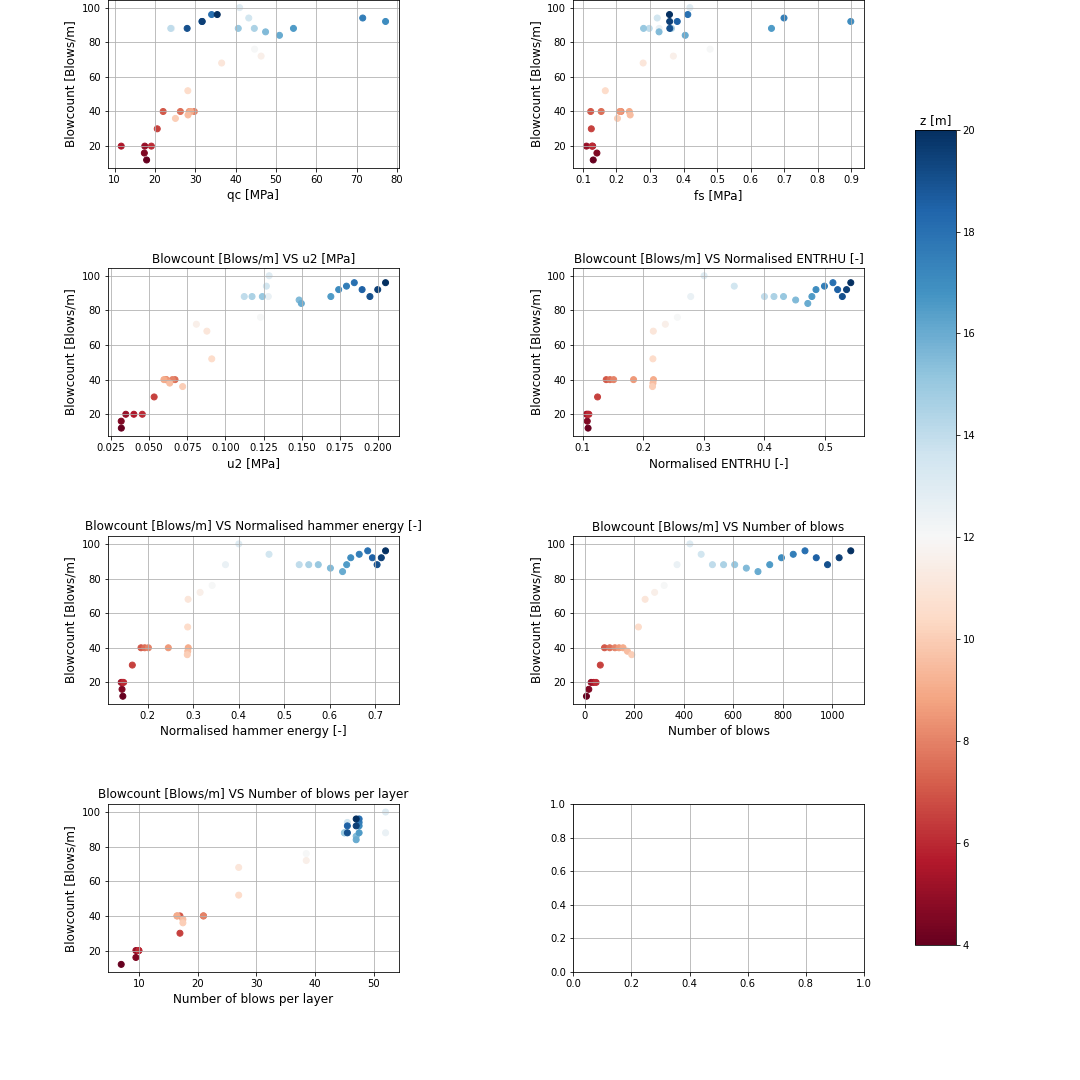 100
80
60
40
20
Blowcount [Blows/m]
10 20 30 40 50 60 70 80
qc [MPa]
100
80
60
40
20
Blowcount [Blows/m]
0.1 0.2 0.3 0.4 0.5 0.6 0.7 0.8 0.9
fs [MPa]
z [m]
20
18
16
14
12
10
8
6
4
Blowcount [Blows/m] VS u2 [MPa]
100
80
60
40
20
Blowcount [Blows/m]
0.025 0.050 0.075 0.100 0.125 0.150 0.175 0.200
u2 [MPa]
Blowcount [Blows/m] VS Normalised ENTRHU [-]
100
80
60
40
20
Blowcount [Blows/m]
0.1 0.2 0.3 0.4 0.5
Normalised ENTRHU [-]
Blowcount [Blows/m] VS Normalised hammer energy [-]
100
80
60
40
20
Blowcount [Blows/m]
0.2 0.3 0.4 0.5 0.6 0.7
Normalised hammer energy [-]
Blowcount [Blows/m] VS Number of blows
100
80
60
40
20
Blowcount [Blows/m]
0 200 400 600 800 1000
Number of blows
Blowcount [Blows/m] VS Number of blows per layer
100
80
60
40
20
Blowcount [Blows/m]
10 20 30 40 50
Number of blows per layer
1.0
0.8
0.6
0.4
0.2
0.0
0.0 0.2 0.4 0.6 0.8 1.0